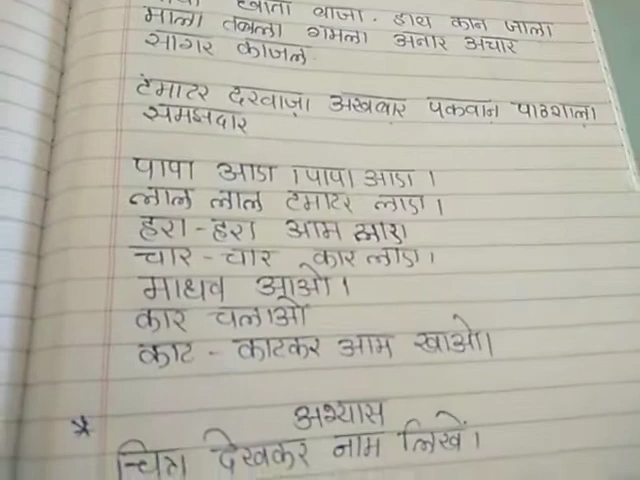 खाता बाजा. हाथ कान जाला
माला तबला गमला अनार अचार
सागर काजल
टमाटर दरवाज़ा अखबार पकवान पाठशाला
समझदार
पापा आए। पापा आए।
लाल लाल टमाटर लाए।
हरा-हरा आम लाए
चार-चार कार लाए।
माधव आओ।
कार चलाओ
काट-काटकर आम खाओ।
* अभ्यास
चित्र देखकर नाम लिखें।